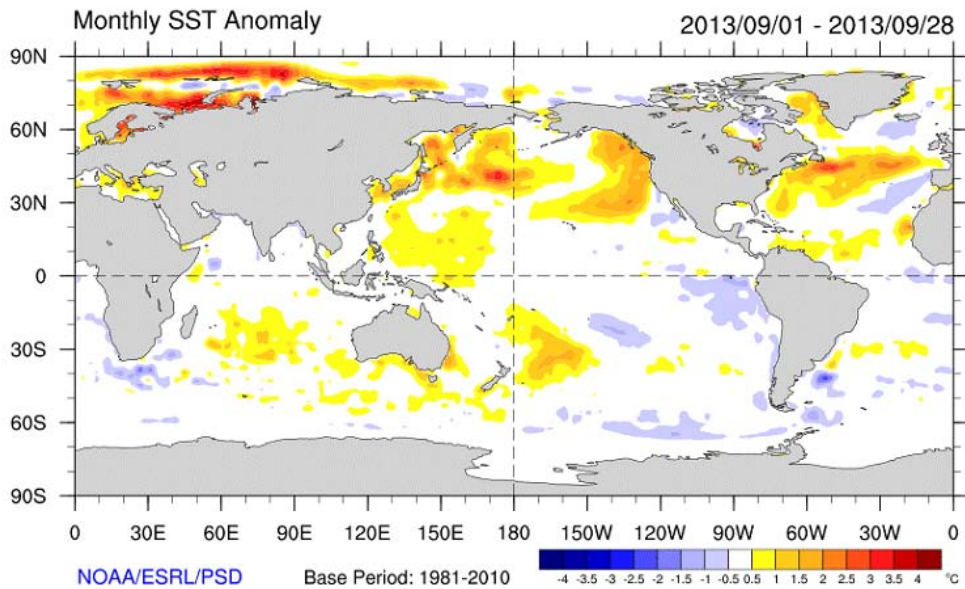 Monthly SST Anomaly 2013/09/01 - 2013/09/28
90N
60N
30N
0
30S
60S
90S
0 30E 60E 90E 120E 150E 180 150W 120W 90W 60W 30W 0
NOAA/ESRL/PSD Base Period: 1981-2010
-4 -3.5 -3 -2.5 -2 -1.5 -1 -0.5 0.5 1 1.5 2 2.5 3 3.5 4 °C